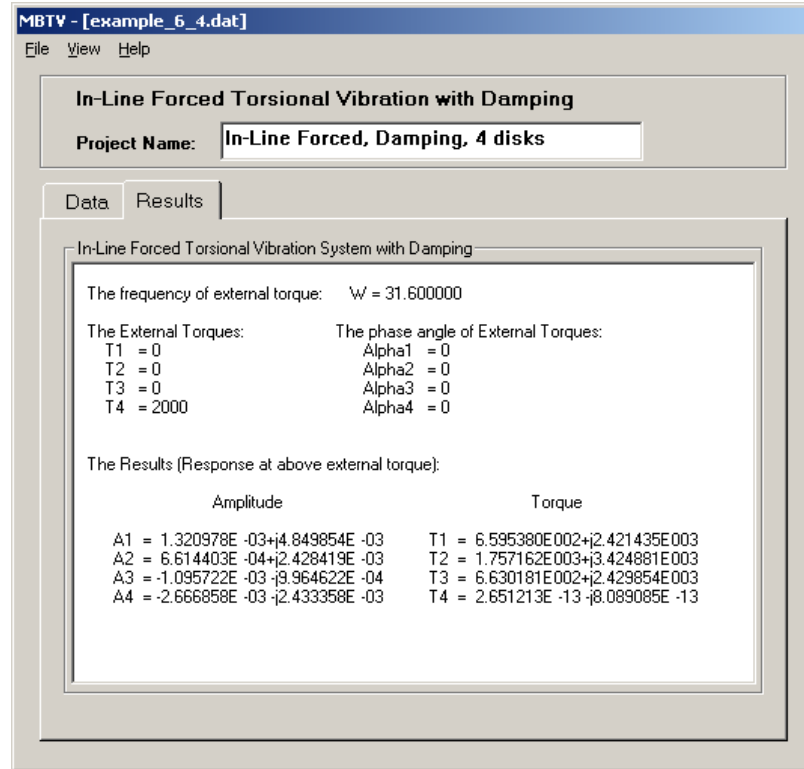 MBTV - [example_6_4.dat]
File View Help
In-Line Forced Torsional Vibration with Damping
Project Name: In-Line Forced, Damping, 4 disks
Data Results
In-Line Forced Torsional Vibration System with Damping
The frequency of external torque: W = 31.600000
The External Torques: The phase angle of External Torques:
T1 = 0 Alpha1 = 0
T2 = 0 Alpha2 = 0
T3 = 0 Alpha3 = 0
T4 = 2000 Alpha4 = 0
The Results (Response at above external torque):
Amplitude Torque
A1 = 1.320978E -03+j4.849854E -03 T1 = 6.595380E002+j2.421435E003
A2 = 6.614403E -04+j2.428419E -03 T2 = 1.757162E003+j3.424881E003
A3 = -1.095722E -03 -j9.964622E -04 T3 = 6.630181E002+j2.429854E003
A4 = -2.666858E -03 -j2.433358E -03 T4 = 2.651213E -13 -j8.089085E -13